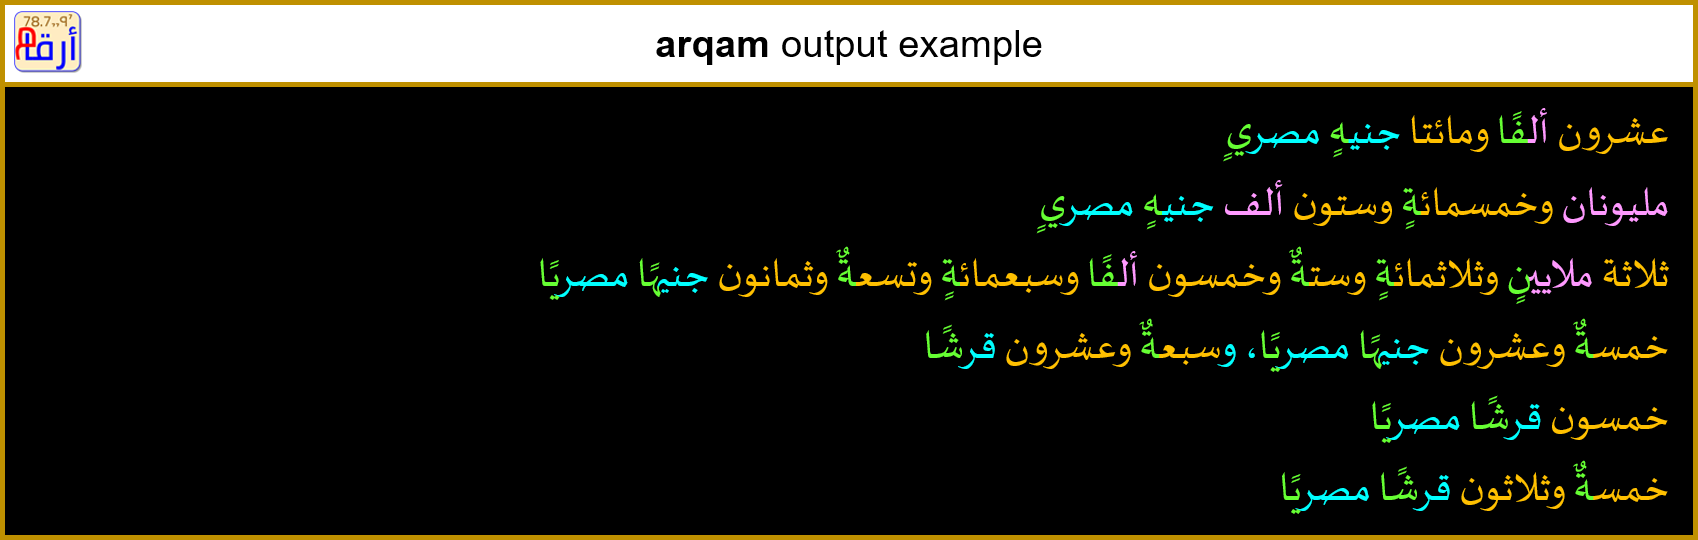 78.7,,٩٢
أرقام
arqam output example
عشرون ألفًا ومائتا جنيهٍ مصريٍ
مليونان وخمسمائةٍ وستون ألف جنيهٍ مصريٍ
ثلاثة ملايينٍ وثلاثمائةٍ وستةٌ وخمسون ألفًا وسبعمائةٍ وتسعةٌ وثمانون جنيهًا مصريًا
خمسةٌ وعشرون جنيهًا مصريًا، وسبعةٌ وعشرون قرشًا
خمسون قرشًا مصريًا
خمسةٌ وثلاثون قرشًا مصريًا